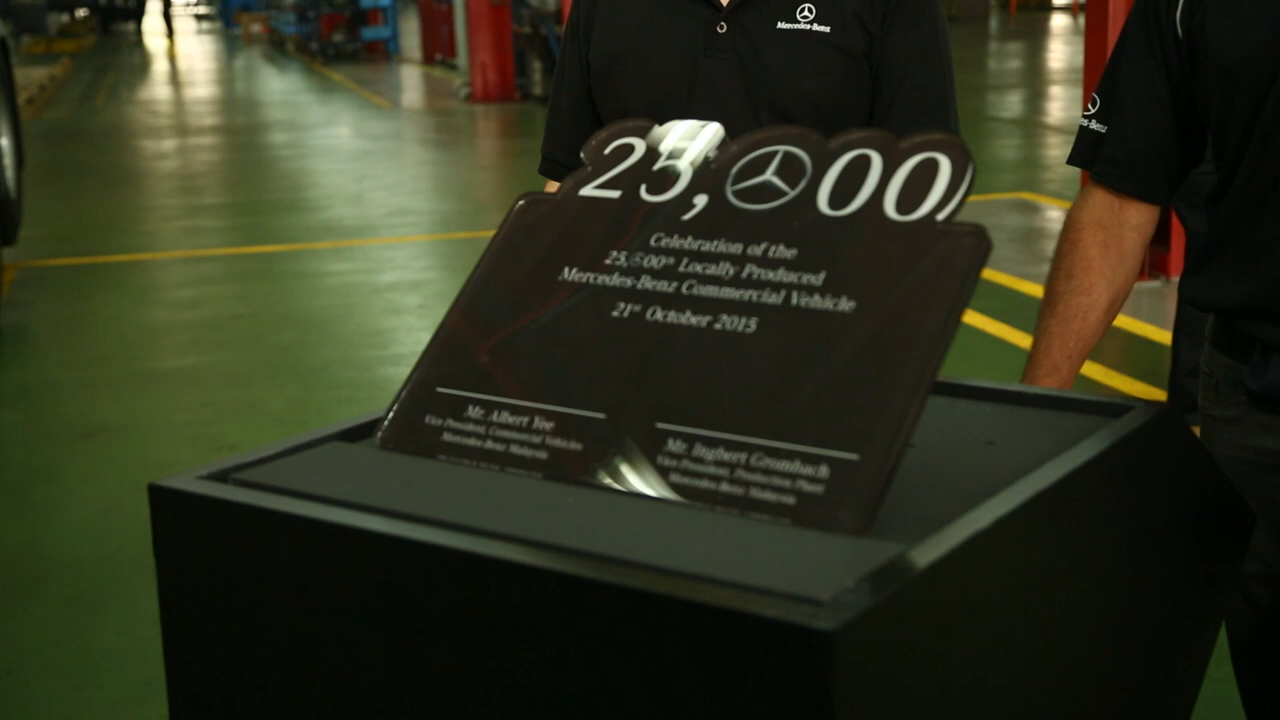 Mercedes-Benz
es-Benz
25,000
Celebration of the
25,000th Locally Produced
Mercedes-Benz Commercial Vehicle
21st October 2015
Mr. Albert Yee
Vice President, Commercial Vehicles
Mercedes-Benz Malaysia
Mr. Ingbert Grombach
Vice President, Production Plant
Mercedes-Benz Malaysia